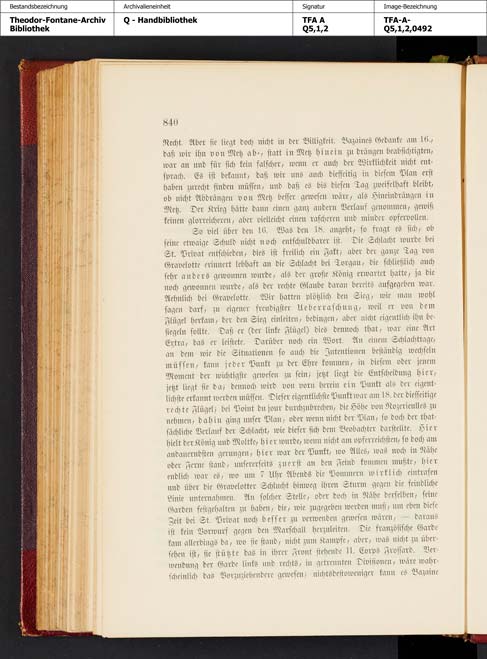 Bestandsbezeichnung
Archivalieneinheit
Signatur
Image-Bezeichnung
Theodor-Fontane-Archiv
Bibliothek
Q - Handbibliothek
TFA A
Q5,1,2
TFA-A-
Q5,1,2,0492
840
Recht. Aber sie liegt doch nicht in der Billigkeit. Bazaines Gedanke am 16.,
daß wir ihn von Metz ab-, statt in Metz hinein zu drängen beabsichtigten,
war an und für sich kein falscher, wenn er auch der Wirklichkeit nicht ent-
sprach. Es ist bekannt, daß wir uns auch diesseitig in diesem Plan erst
haben zurecht finden müssen, und daß es bis diesen Tag zweifelhaft bleibt,
ob nicht Abdrängen von Metz besser gewesen wäre, als Hineindrängen in
Metz. Der Krieg hätte dann einen ganz andern Verlauf genommen, gewiß
keinen glorreicheren, aber vielleicht einen rascheren und minder opfervollen.
So viel über den 16. Was den 18. angeht, so fragt es sich, ob
seine etwaige Schuld nicht noch entschuldbarer ist. Die Schlacht wurde bei
St. Privat entschieden, dies ist freilich ein Fakt; aber der ganze Tag von
Gravelotte erinnert lebhaft an die Schlacht bei Torgau, die schließlich auch
sehr anders gewonnen wurde, als der große König erwartet hatte, ja die
noch gewonnen wurde, als der rechte Glaube daran bereits aufgegeben war.
Aehnlich bei Gravelotte. Wir hatten plötzlich den Sieg, wie man wohl
sagen darf, zu eigener freudigster Ueberraschung, weil er von dem
Flügel herkam, der den Sieg einleiten, bedingen, aber nicht eigentlich ihn be-
siegeln sollte. Daß er (der linke Flügel) dies dennoch that, war eine Art
Extra, das er leistete. Darüber noch ein Wort. An einem Schlachttage,
an dem wie die Situationen so auch die Intentionen beständig wechseln
müssen, kann jeder Punkt zu der Ehre kommen, in diesem oder jenem
Moment der wichtigste gewesen zu sein; jetzt liegt die Entscheidung hier,
jetzt liegt sie da; dennoch wird von vorn herein ein Punkt als der eigent-
lichste erkannt werden müssen. Dieser eigentlichste Punkt war am 18. der diesseitige
rechte Flügel; bei Point du jour durchzubrechen, die Höhe von Rozerieulles zu
nehmen, dahin ging unser Plan, oder wenn nicht der Plan, so doch der that-
sächliche Verlauf der Schlacht, wie dieser sich dem Beobachter darstellte. Hier
hielt der König und Moltke, hier wurde, wenn nicht am opferreichsten, so doch am
andauerndsten gerungen, hier war der Punkt, wo Alles, was noch in Nähe
oder Ferne stand, unsrerseits zuerst an den Feind kommen mußte; hier
endlich war es, wo um 7 Uhr Abends die Pommern wirklich eintrafen
und über die Gravelotter Schlucht hinweg ihren Sturm gegen die feindliche
Linie unternahmen. An solcher Stelle, oder doch in Nähe derselben, seine
Garden festgehalten zu haben, die, wie zugegeben werden muß, um eben diese
Zeit bei St. Privat noch besser zu verwenden gewesen wären, — daraus
ist kein Vorwurf gegen den Marschall herzuleiten. Die französische Garde
kam allerdings da, wo sie stand, nicht zum Kampfe, aber, was nicht zu über-
sehen ist, sie stützte das in ihrer Front stehende II. Corps Frossard. Ver-
wendung der Garde links und rechts, in getrennten Divisionen, wäre wahr-
scheinlich das Vorzuziehendere gewesen; nichtsdestoweniger kann es Bazaine